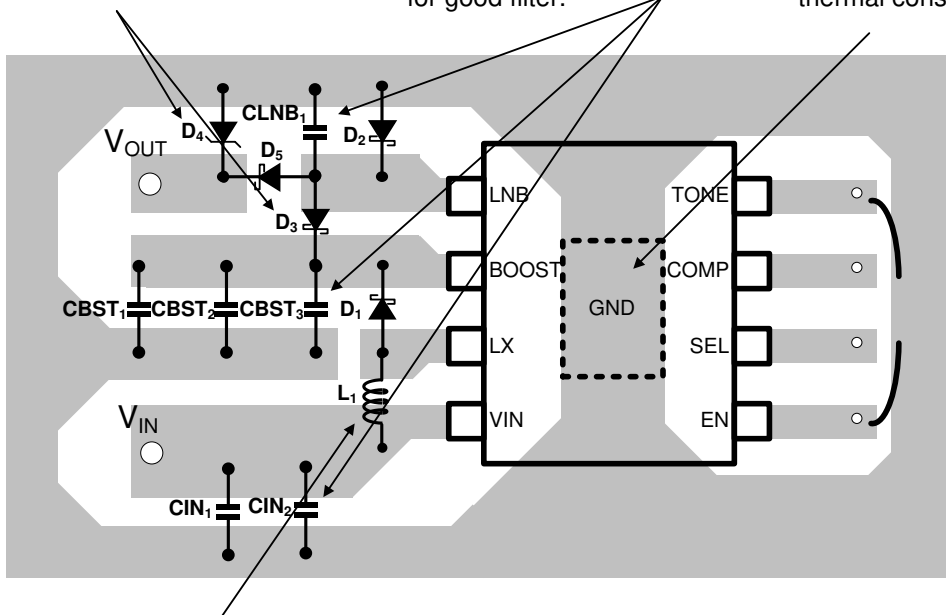 for good filter.
thermal cons
CLNB1
D4
D2
VOUT
D5
LNB
TONE
D3
BOOST
COMP
CBST1
CBST2
CBST3
D1
GND
LX
SEL
L1
VIN
VIN
EN
CIN1
CIN2